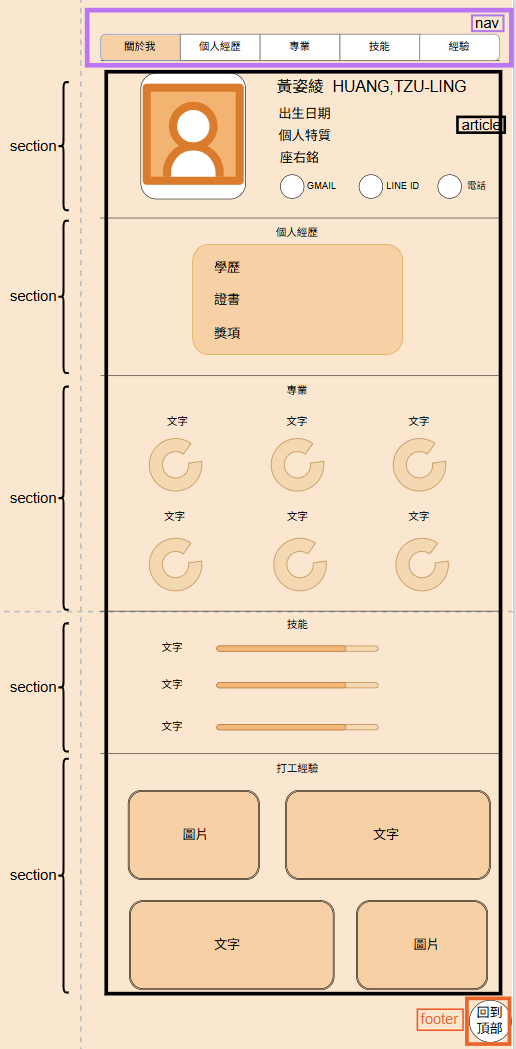 nav
關於我 個人經歷 專業 技能 經驗
黃姿綾 HUANG,TZU-LING
出生日期
article
個人特質
section
座右銘
GMAIL LINE ID 電話
個人經歷
學歷
section
證書
獎項
專業
文字 文字 文字
section
文字 文字 文字
技能
文字
section
文字
文字
打工經驗
圖片 文字
section
文字 圖片
footer
回到
頂部